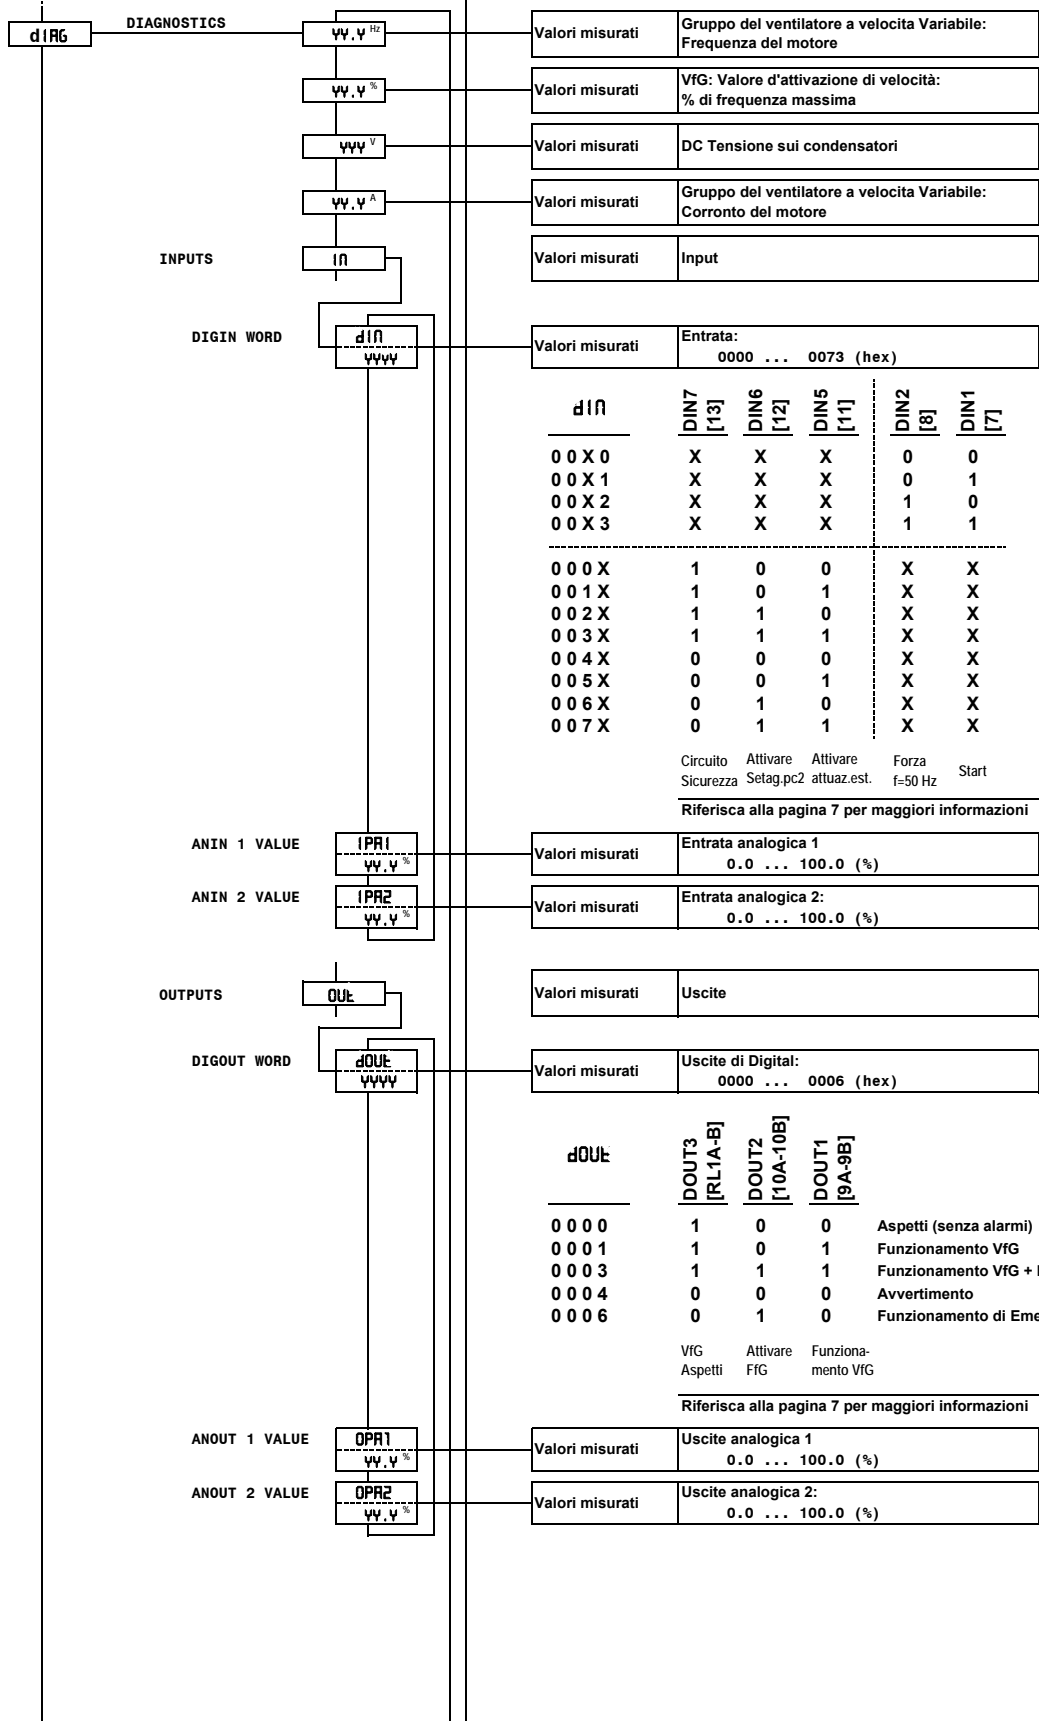 dIAG DIAGNOSTICS YY.Y Hz Valori misurati Gruppo del ventilatore a velocita Variabile:
Frequenza del motore
YY.Y % Valori misurati VfG: Valore d'attivazione di velocità:
% di frequenza massima
YYY V Valori misurati DC Tensione sui condensatori
YY.Y A Valori misurati Gruppo del ventilatore a velocita Variabile:
Corronto del motore
INPUTS IN Valori misurati Input
DIGIN WORD dIN Valori misurati Entrata:
YYYY 0000 ... 0073 (hex)
dIN DIN7 [13] DIN6 [12] DIN5 [11] DIN2 [8] DIN1 [7]
0 0 X 0 X X X 0 0
0 0 X 1 X X X 0 1
0 0 X 2 X X X 1 0
0 0 X 3 X X X 1 1
0 0 0 X 1 0 0 X X
0 0 1 X 1 0 1 X X
0 0 2 X 1 1 0 X X
0 0 3 X 1 1 1 X X
0 0 4 X 0 0 0 X X
0 0 5 X 0 0 1 X X
0 0 6 X 0 1 0 X X
0 0 7 X 0 1 1 X X
Circuito Attivare Attivare Forza Start
Sicurezza Setag.pc2 attuaz.est. f=50 Hz
Riferisca alla pagina 7 per maggiori informazioni
ANIN 1 VALUE IPA1 Valori misurati Entrata analogica 1
YY.Y % 0.0 ... 100.0 (%)
ANIN 2 VALUE IPA2 Valori misurati Entrata analogica 2:
YY.Y % 0.0 ... 100.0 (%)
OUTPUTS OUt Valori misurati Uscite
DIGOUT WORD dOUt Valori misurati Uscite di Digital:
YYYY 0000 ... 0006 (hex)
dOUt DOUT3 [RL1A-B] DOUT2 [10A-10B] DOUT1 [9A-9B]
0 0 0 0 1 0 0 Aspetti (senza alarmi)
0 0 0 1 1 0 1 Funzionamento VfG
0 0 0 3 1 1 1 Funzionamento VfG +
0 0 0 4 0 0 0 Avvertimento
0 0 0 6 0 1 0 Funzionamento di
VfG Attivare Funziona-
Aspetti FfG mento VfG
Riferisca alla pagina 7 per maggiori informazioni
ANOUT 1 VALUE OPA1 Valori misurati Uscite analogica 1
YY.Y % 0.0 ... 100.0 (%)
ANOUT 2 VALUE OPA2 Valori misurati Uscite analogica 2:
YY.Y % 0.0 ... 100.0 (%)